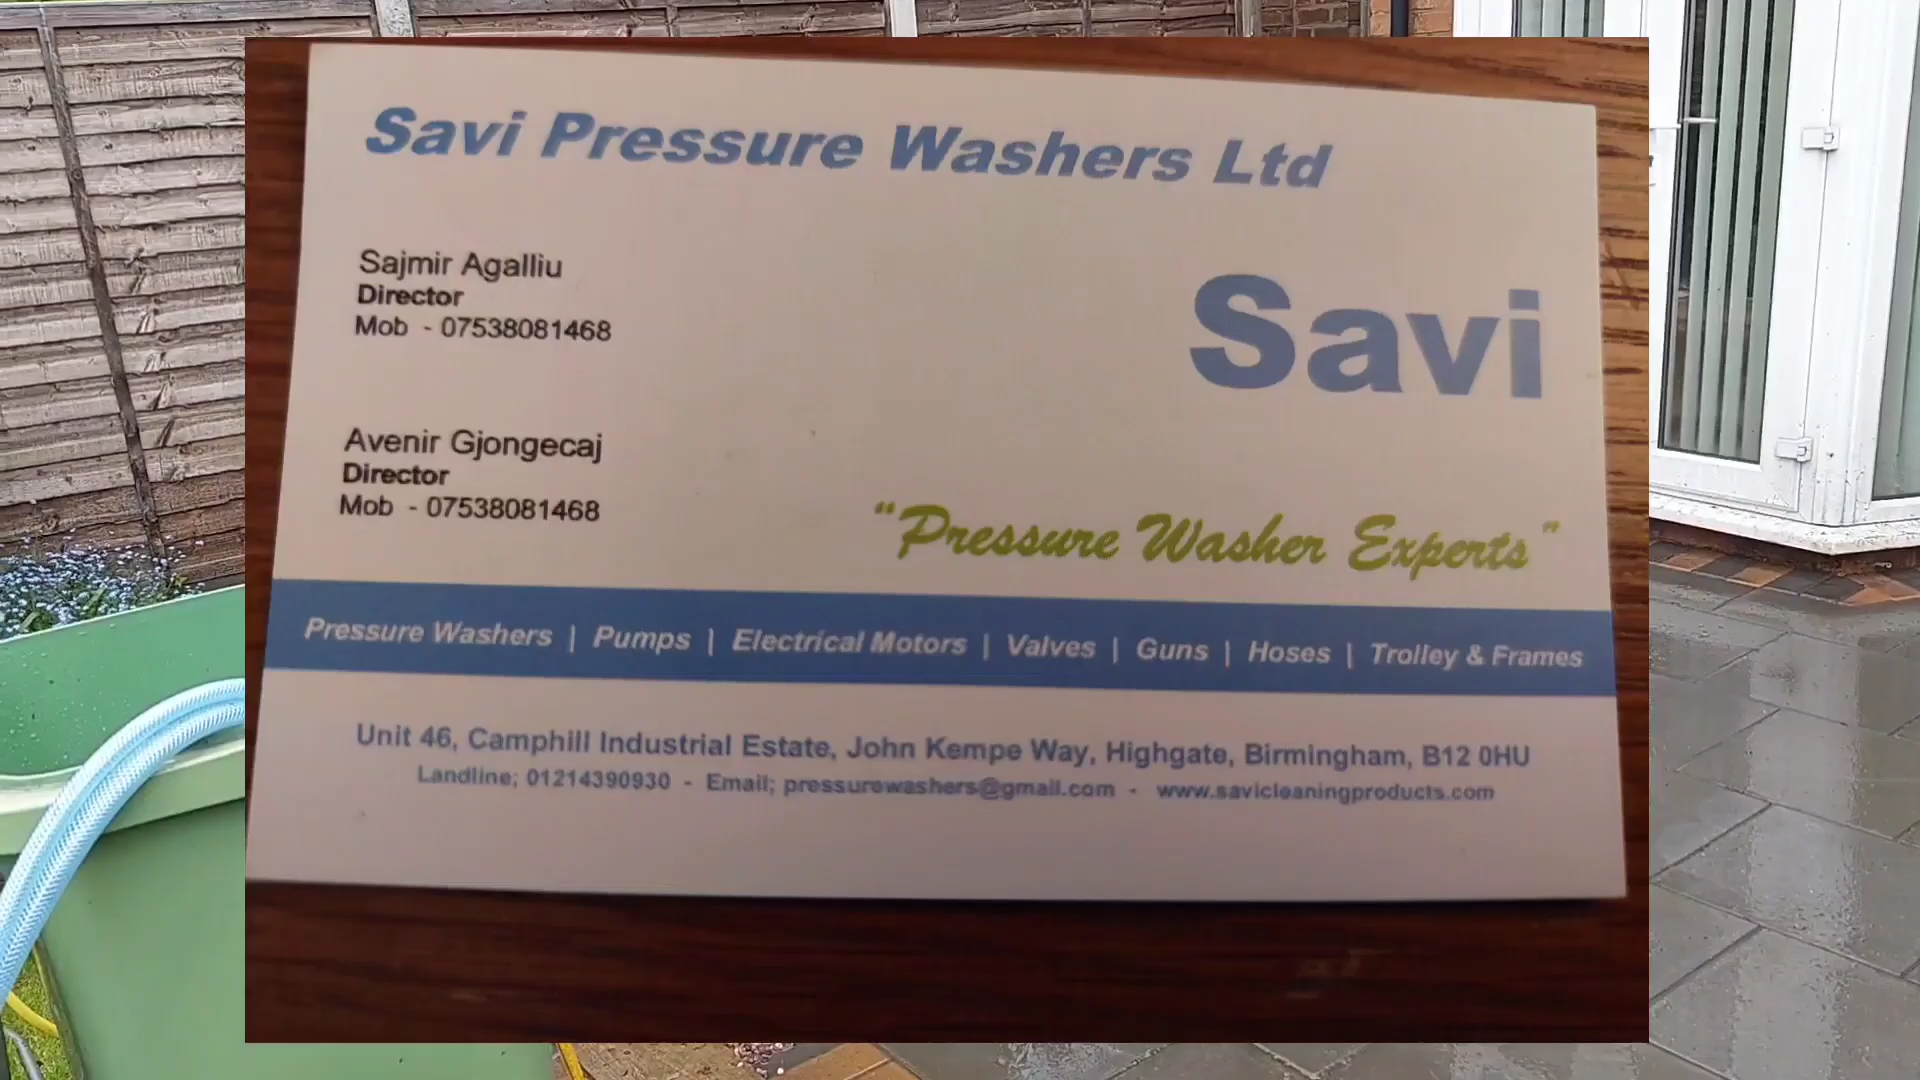 Savi Pressure Washers Ltd
Sajmir Agalliu
Director
Mob - 07538081468
Savi
Avenir Gjongecaj
Director
Mob - 07538081468
"Pressure Washer Experts"
Pressure Washers | Pumps | Electrical Motors | Valves | Guns | Hoses | Trolley & Frames
Unit 46, Camphill Industrial Estate, John Kempe Way, Highgate, Birmingham, B12 0HU
Landline; 01214390930 - Email; pressurewashers@gmail.com - www.savicleaningproducts.com